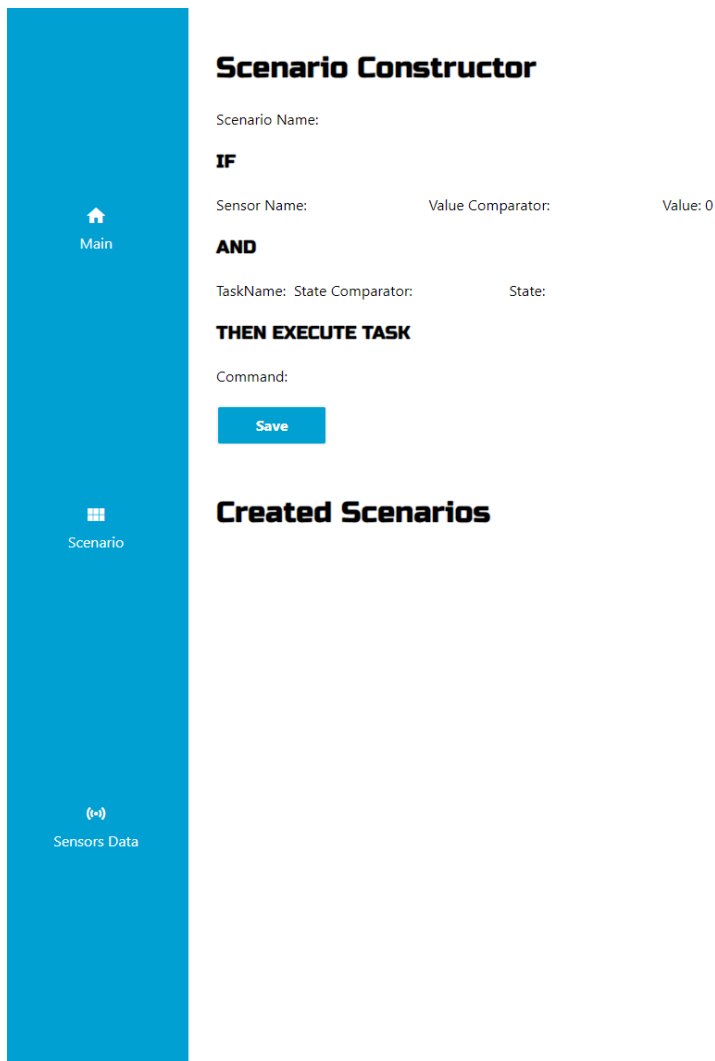 Main
Scenario
Sensors Data
Scenario Constructor
Scenario Name:
IF
Sensor Name: Value Comparator: Value: 0
AND
TaskName: State Comparator: State:
THEN EXECUTE TASK
Command:
Save
Created Scenarios